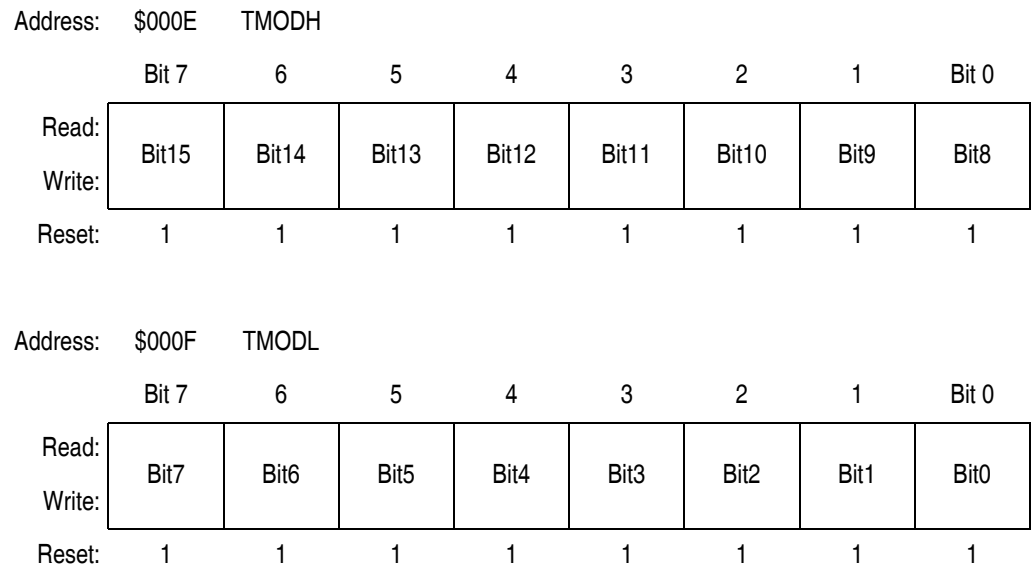 Address: $000E TMODH
Bit 7 6 5 4 3 2 1 Bit 0
Read:
Bit15 Bit14 Bit13 Bit12 Bit11 Bit10 Bit9 Bit8
Write:
Reset: 1 1 1 1 1 1 1 1
Address: $000F TMODL
Bit 7 6 5 4 3 2 1 Bit 0
Read:
Bit7 Bit6 Bit5 Bit4 Bit3 Bit2 Bit1 Bit0
Write:
Reset: 1 1 1 1 1 1 1 1